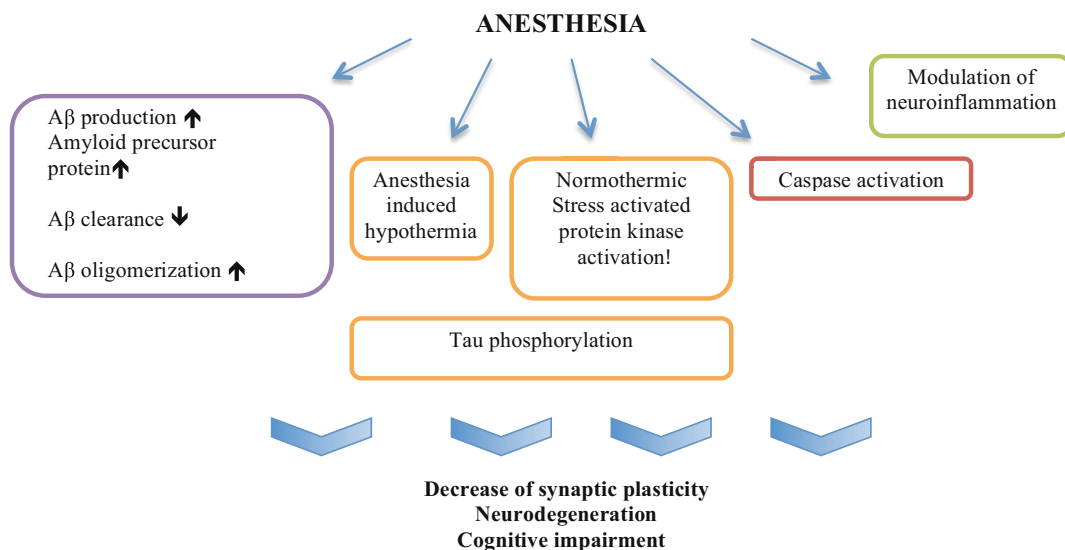 ANESTHESIA
Aβ production ↑
Amyloid precursor
protein↑
Aβ clearance ↓
Aβ oligomerization ↑
Anesthesia
induced
hypothermia
Normothermic
Stress activated
protein kinase
activation!
Caspase activation
Modulation of
neuroinflammation
Tau phosphorylation
Decrease of synaptic plasticity
Neurodegeneration
Cognitive impairment